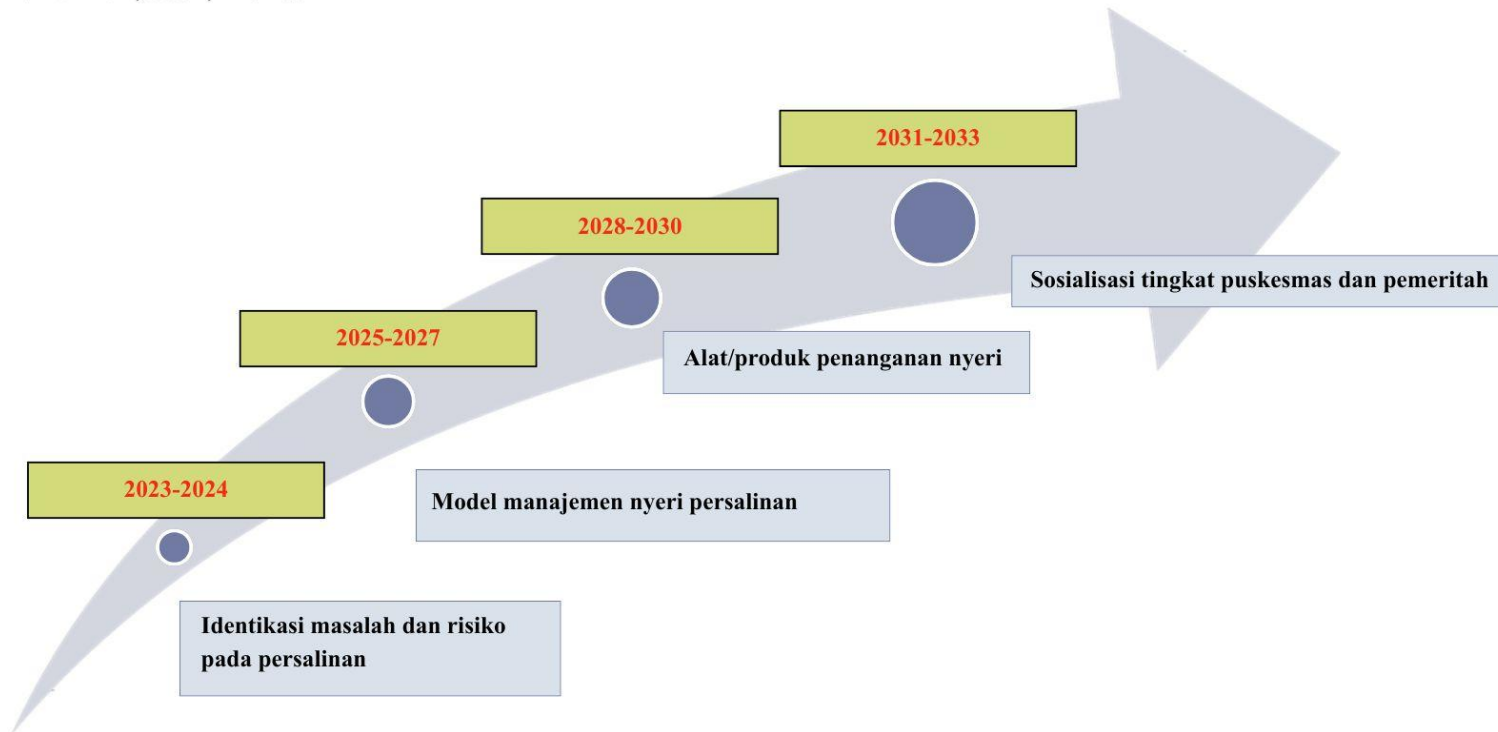 2031-2033
2028-2030
Sosialisasi tingkat puskesmas dan pemeritah
2025-2027
Alat/produk penanganan nyeri
2023-2024
Model manajemen nyeri persalinan
Identikasi masalah dan risiko
pada persalinan